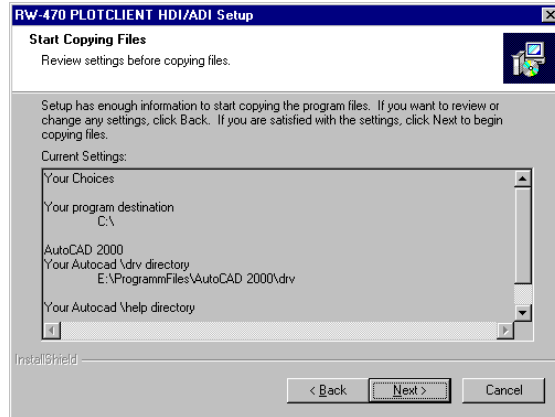 RW-470 PLOTCLIENT HDI/ADI Setup
Start Copying Files
Review settings before copying files.
Setup has enough information to start copying the program files. If you want to review or
change any settings, click Back. If you are satisfied with the settings, click Next to begin
copying files.
Current Settings:
Your Choices
Your program destination
C:\
AutoCAD 2000
Your Autocad \drv directory
E:\ProgrammFiles\AutoCAD 2000\drv
Your Autocad \help directory
InstallShield
< Back
Next >
Cancel